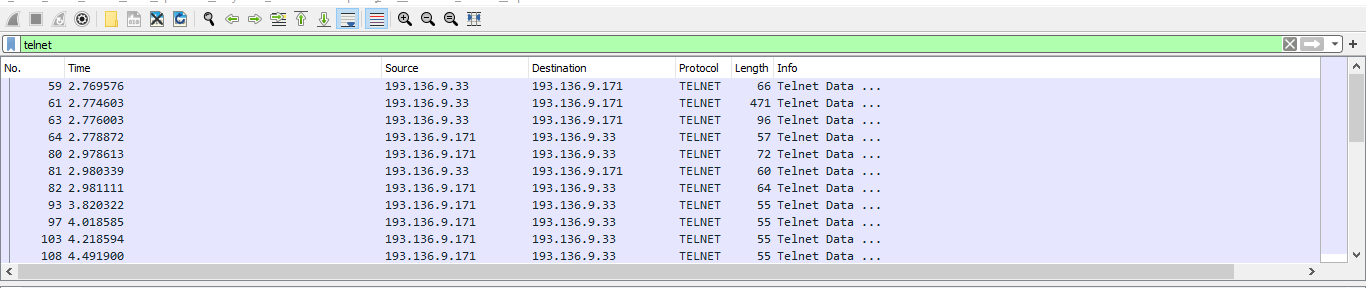 telnet
No. Time Source Destination Protocol Length Info
59 2.769576 193.136.9.33 193.136.9.171 TELNET 66 Telnet Data ...
61 2.774603 193.136.9.33 193.136.9.171 TELNET 471 Telnet Data ...
63 2.776003 193.136.9.33 193.136.9.171 TELNET 96 Telnet Data ...
64 2.778872 193.136.9.171 193.136.9.33 TELNET 57 Telnet Data ...
80 2.978613 193.136.9.171 193.136.9.33 TELNET 72 Telnet Data ...
81 2.980339 193.136.9.33 193.136.9.171 TELNET 60 Telnet Data ...
82 2.981111 193.136.9.171 193.136.9.33 TELNET 64 Telnet Data ...
93 3.820322 193.136.9.171 193.136.9.33 TELNET 55 Telnet Data ...
97 4.018585 193.136.9.171 193.136.9.33 TELNET 55 Telnet Data ...
103 4.218594 193.136.9.171 193.136.9.33 TELNET 55 Telnet Data ...
108 4.491900 193.136.9.171 193.136.9.33 TELNET 55 Telnet Data ...